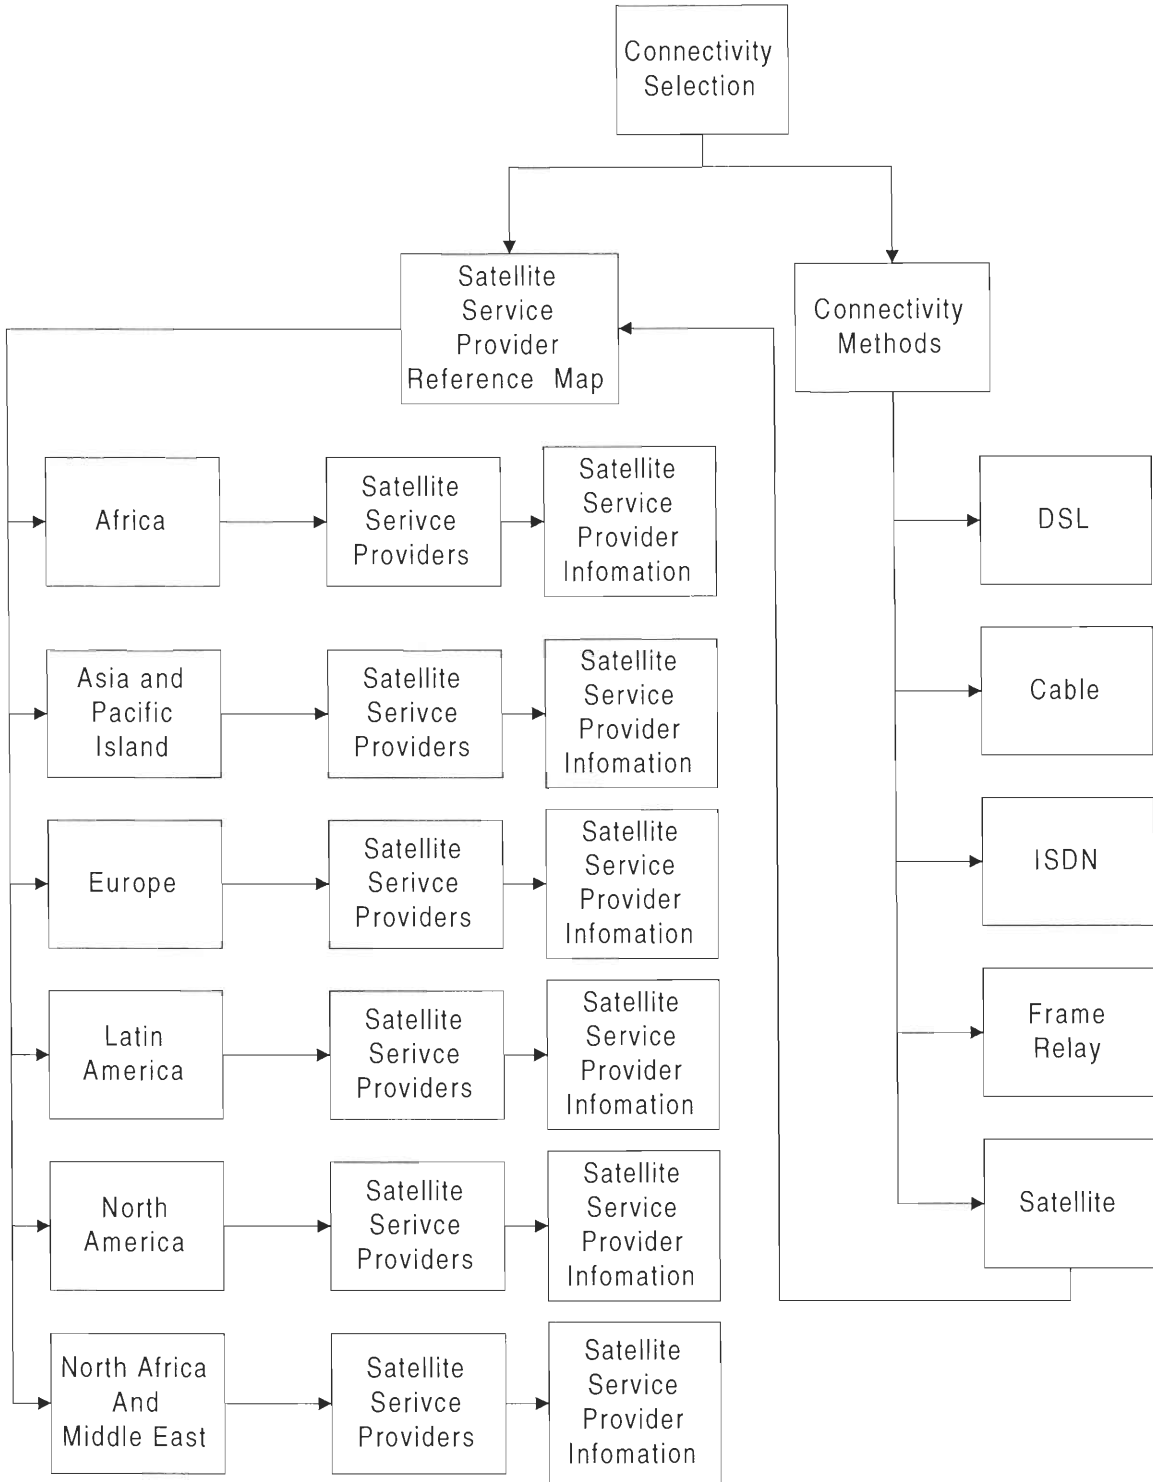 Connectivity
Selection
Satellite
Service
Provider
Reference Map
Connectivity
Methods
Africa
Satellite
Serivce
Providers
Satellite
Service
Provider
Infomation
DSL
Asia and
Pacific
Island
Satellite
Serivce
Providers
Satellite
Service
Provider
Infomation
Cable
Europe
Satellite
Serivce
Providers
Satellite
Service
Provider
Infomation
ISDN
Latin
America
Satellite
Serivce
Providers
Satellite
Service
Provider
Infomation
Frame
Relay
North
America
Satellite
Serivce
Providers
Satellite
Service
Provider
Infomation
Satellite
North Africa
And
Middle East
Satellite
Serivce
Providers
Satellite
Service
Provider
Infomation